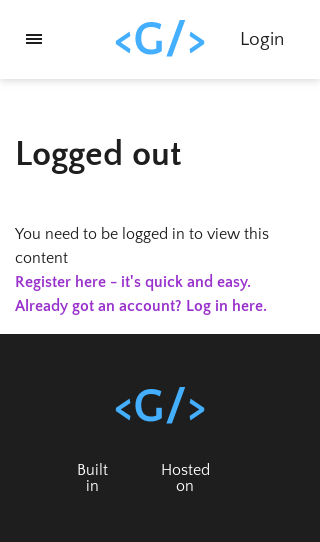 <G/>
Login
Logged out
You need to be logged in to view this
content
Register here - it's quick and easy.
Already got an account? Log in here.
<G/>
Built
in
Hosted
on